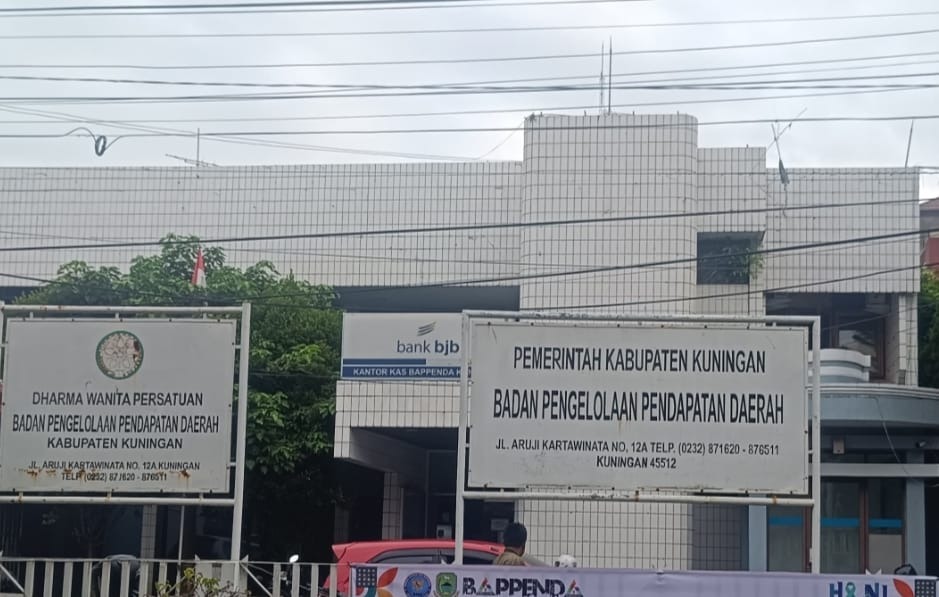 DHARMA WANITA PERSATUAN
BADAN PENGELOLAAN PENDAPATAN DAERAH
KABUPATEN KUNINGAN
JL. ARUJI KARTAWINATA NO. 12A KUNINGAN
TELP. (0232) 871620 - 876511
bank bjb
KANTOR KAS BAPPENDA K
PEMERINTAH KABUPATEN KUNINGAN
BADAN PENGELOLAAN PENDAPATAN DAERAH
JL. ARUJI KARTAWINATA NO, 12A TELP. (0232) 871620 - 876511
KUNINGAN 45512
BAPPENDA